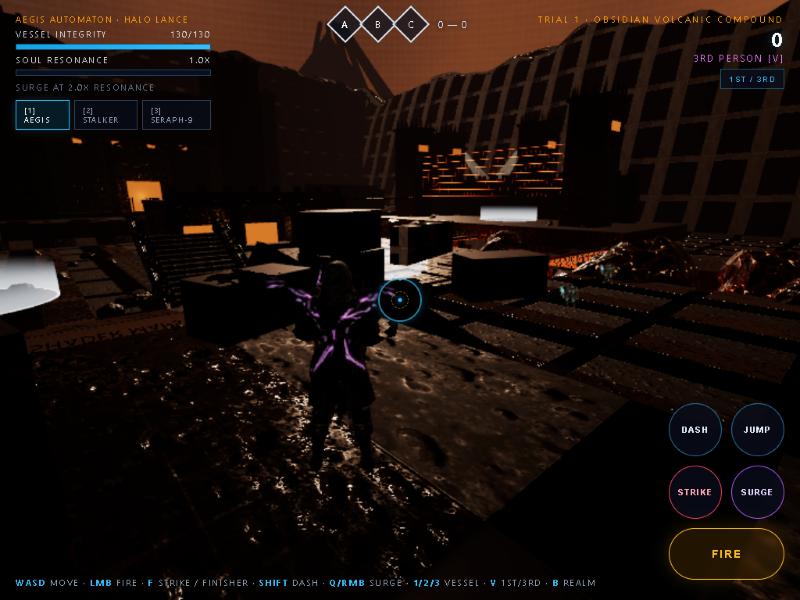 AEGIS AUTOMATON · HALO LANCE
VESSEL INTEGRITY 130/130
SOUL RESONANCE 1.0X
SURGE AT 2.0X RESONANCE
[1] AEGIS
[2] STALKER
[3] SERAPH-9
A B C 0 — 0
TRIAL 1 · OBSIDIAN VOLCANIC COMPOUND
0
3RD PERSON [V]
1ST / 3RD
DASH
JUMP
STRIKE
SURGE
FIRE
WASD MOVE · LMB FIRE · F STRIKE / FINISHER · SHIFT DASH · Q/RMB SURGE · 1/2/3 VESSEL · V 1ST/3RD · B REALM